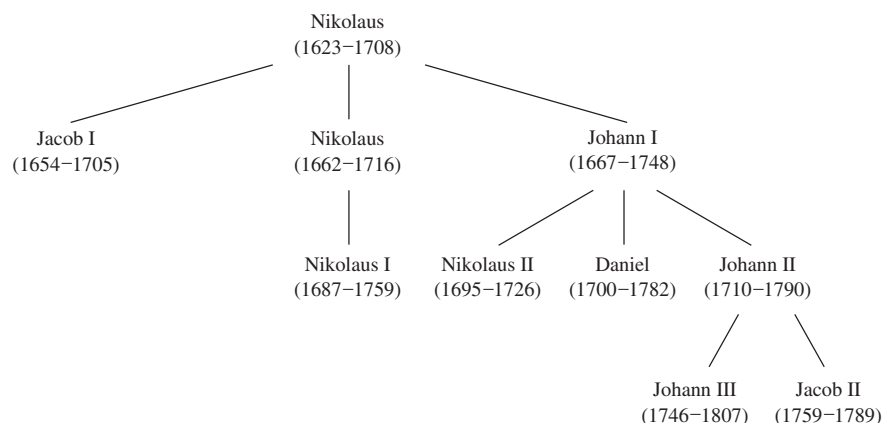 Nikolaus
(1623–1708)
Jacob I
(1654–1705)
Nikolaus
(1662–1716)
Johann I
(1667–1748)
Nikolaus I
(1687–1759)
Nikolaus II
(1695–1726)
Daniel
(1700–1782)
Johann II
(1710–1790)
Johann III
(1746–1807)
Jacob II
(1759–1789)